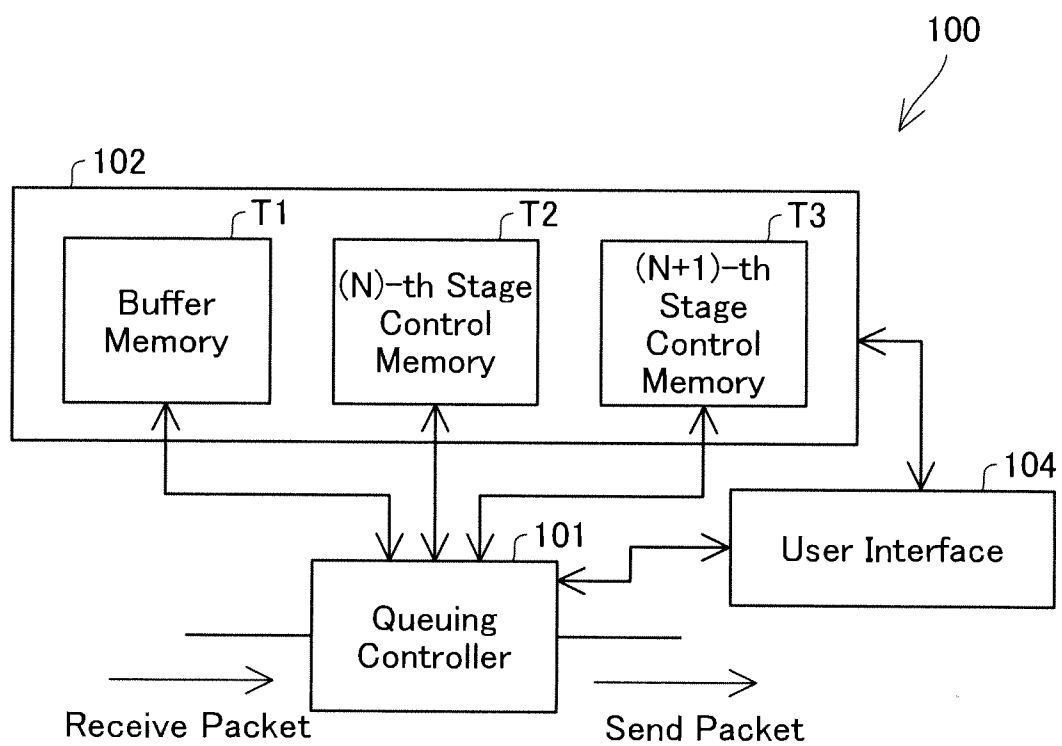 100
102
T1
T2
T3
Buffer
Memory
(N)-th Stage
Control
Memory
(N+1)-th
Stage
Control
Memory
104
User Interface
101
Queuing
Controller
Receive Packet
Send Packet